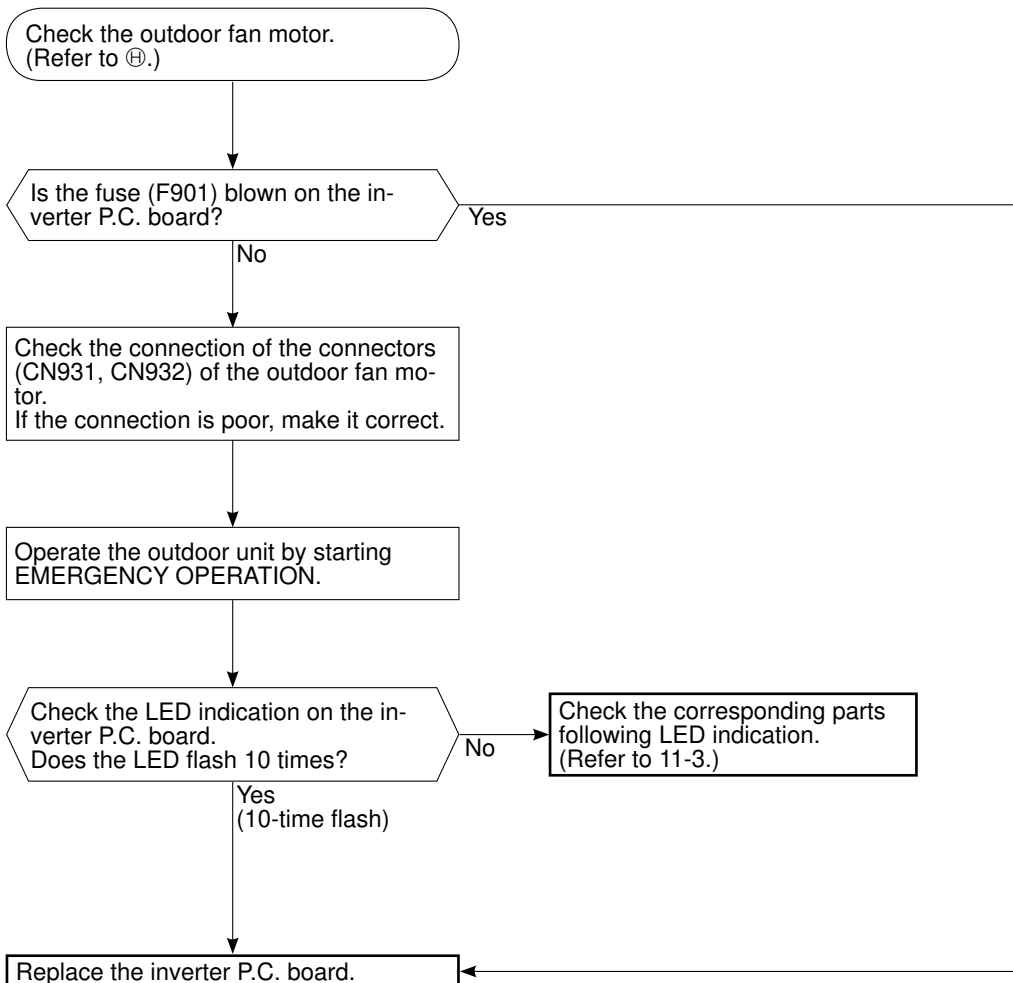 Check the outdoor fan motor.
(Refer to Ⓗ.)
Is the fuse (F901) blown on the in-
verter P.C. board?
Yes
No
Check the connection of the connectors
(CN931, CN932) of the outdoor fan mo-
tor.
If the connection is poor, make it correct.
Operate the outdoor unit by starting
EMERGENCY OPERATION.
Check the LED indication on the in-
verter P.C. board.
Does the LED flash 10 times?
No
Check the corresponding parts
following LED indication.
(Refer to 11-3.)
Yes
(10-time flash)
Replace the inverter P.C. board.